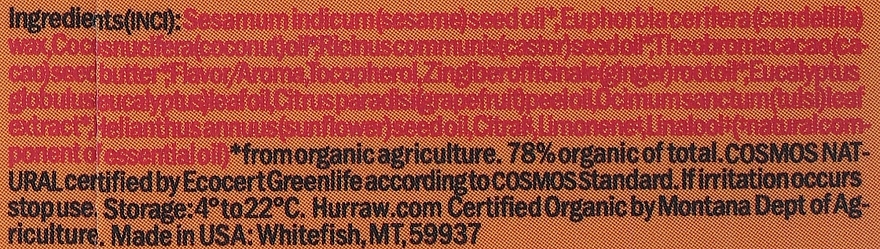 Ingredients(INCI): Sesamum indicum (sesame) seed oil*, Euphorbia cerifera (candelilla)
wax, Cocos nucifera (coconut) oil*, Ricinus communis (castor) seed oil*, Theobroma cacao (ca-
cao) seed butter*, Flavor/Aroma, Tocopherol, Zingiber officinale (ginger) root oil*, Eucalyptus
globulus (eucalyptus) leaf oil, Citrus paradisi (grapefruit) peel oil, Ocimum sanctum (tulsi) leaf
extract*, Helianthus annuus (sunflower) seed oil, Citral‡, Limonene‡, Linalool‡ (‡natural com-
ponent of essential oil) *from organic agriculture. 78% organic of total. COSMOS NAT-
URAL certified by Ecocert Greenlife according to COSMOS Standard. If irritation occurs
stop use. Storage: 4° to 22°C. Hurraw.com Certified Organic by Montana Dept of Ag-
riculture. Made in USA: Whitefish, MT, 59937